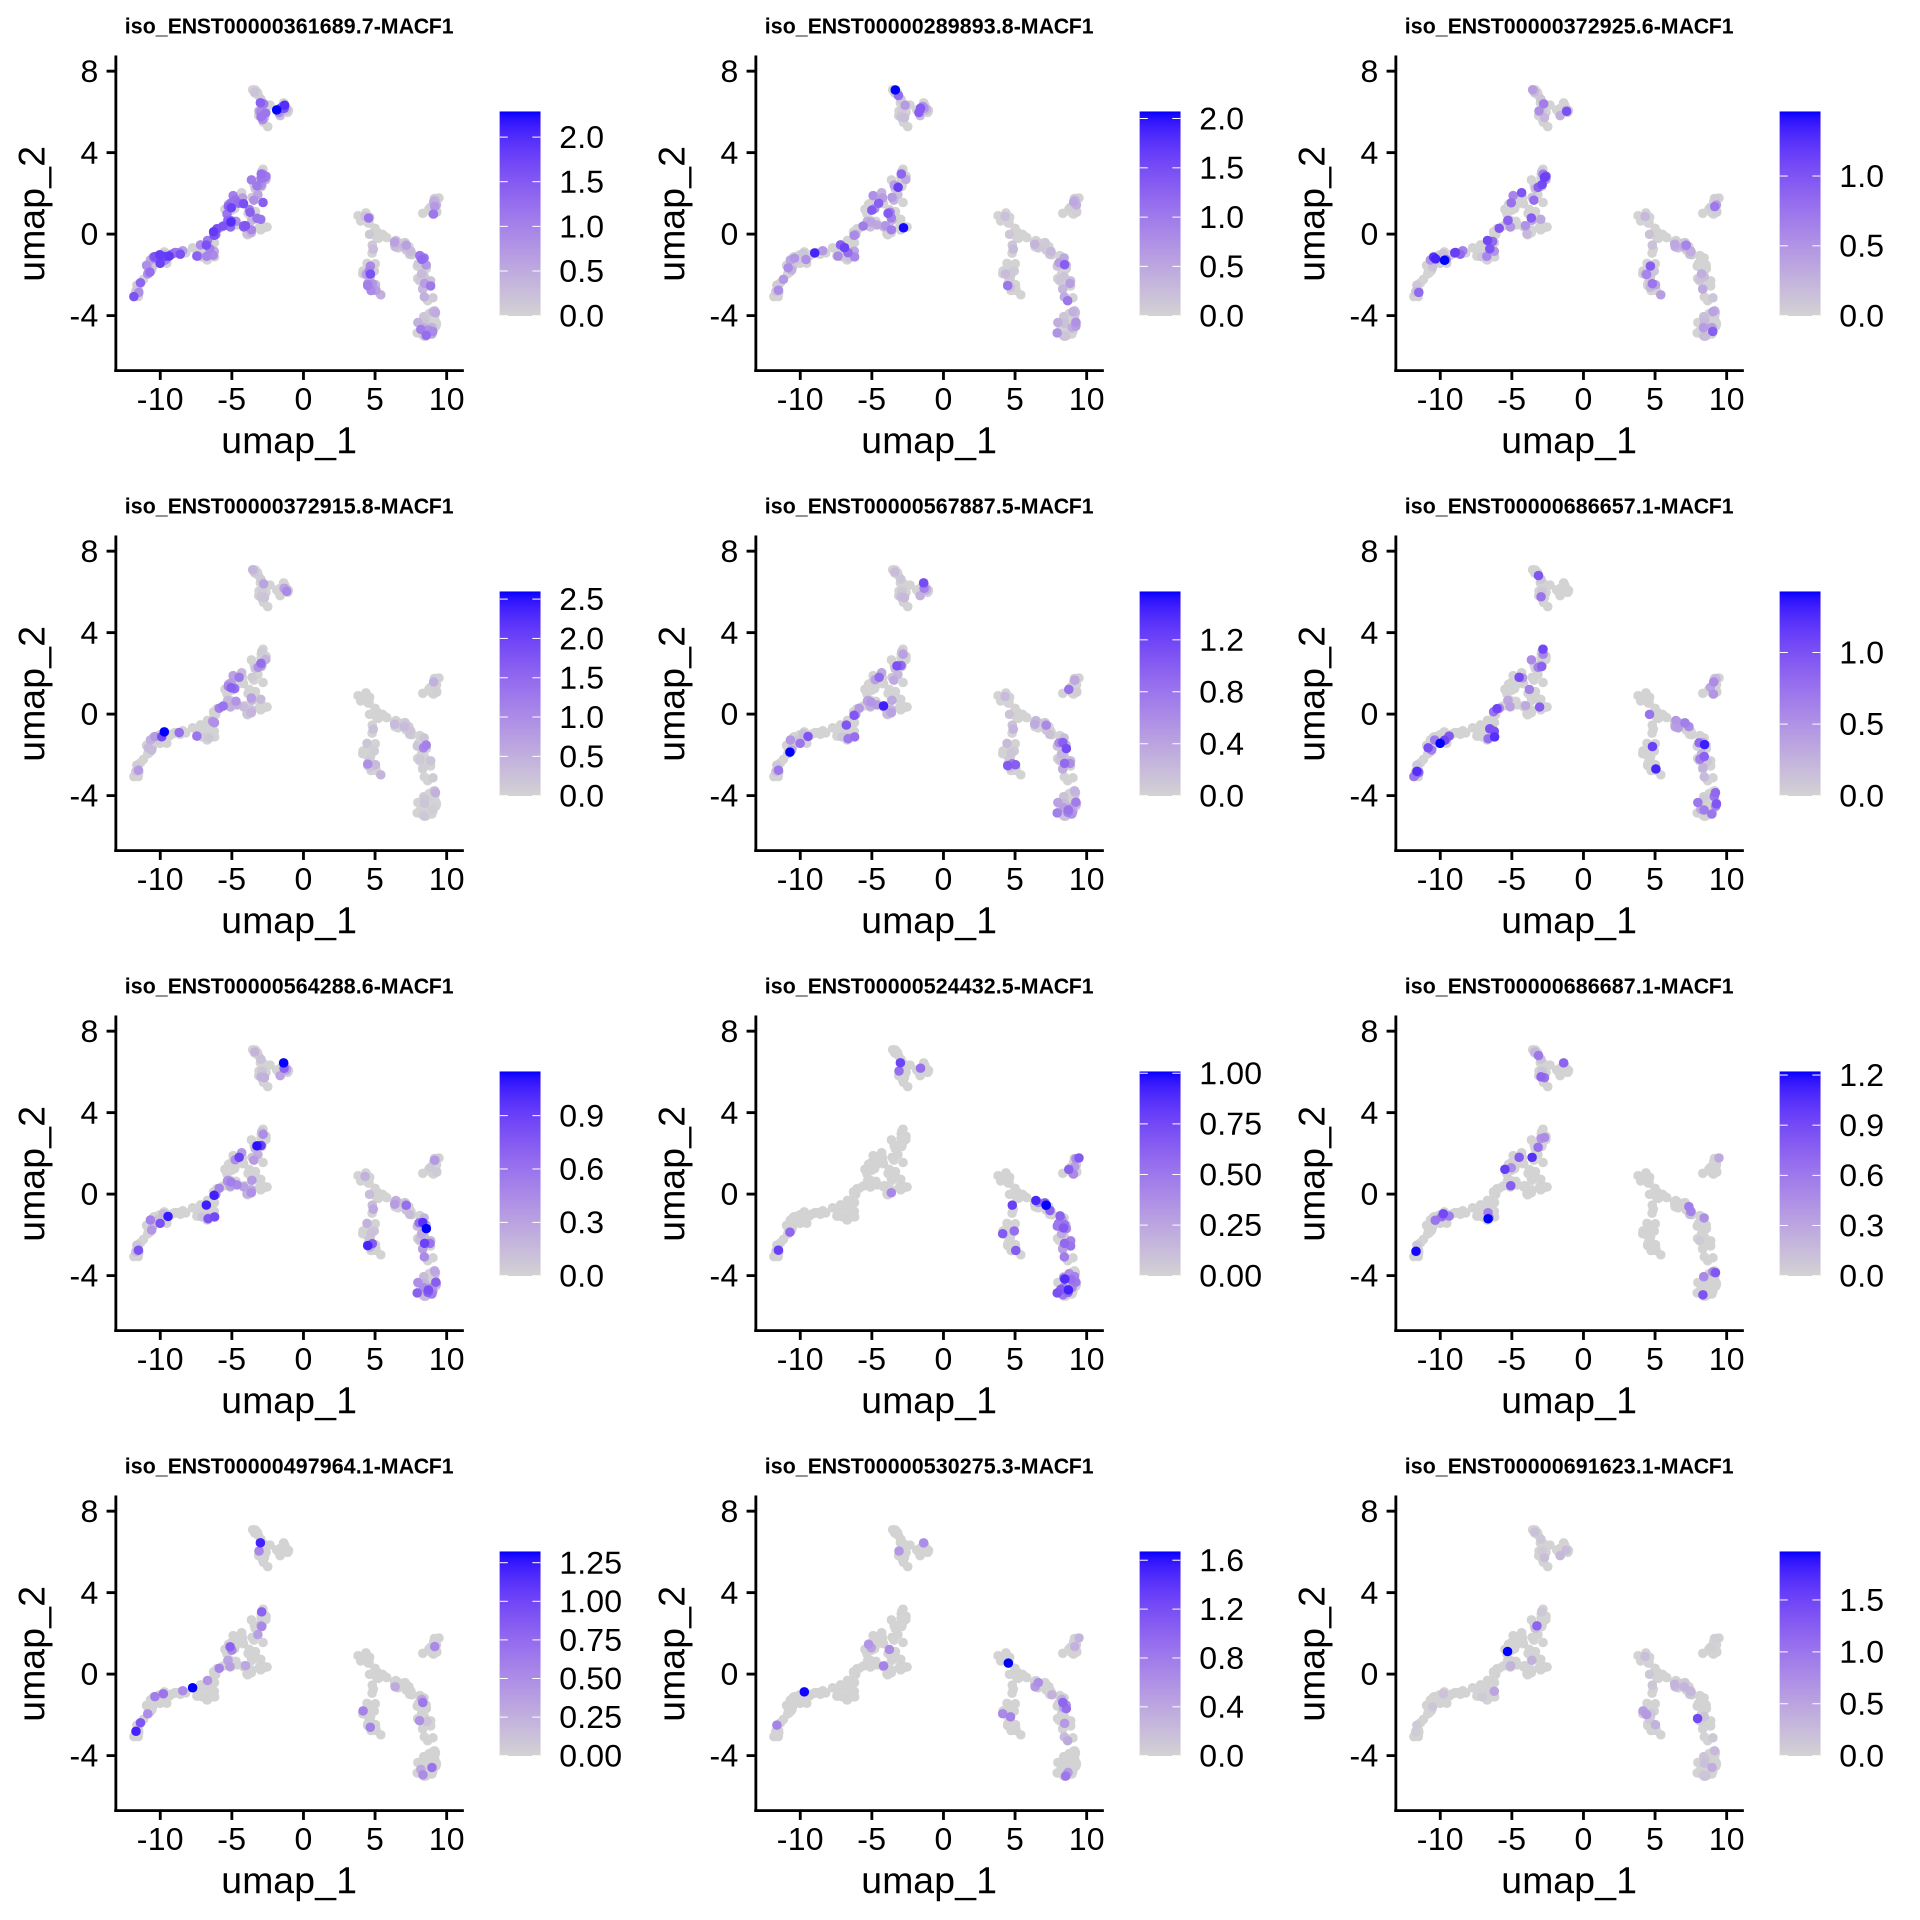 iso_ENST00000361689.7-MACF1
8
4
0
-4
umap_2
-10 -5 0 5 10
umap_1
2.0
1.5
1.0
0.5
0.0
iso_ENST00000289893.8-MACF1
8
4
0
-4
umap_2
-10 -5 0 5 10
umap_1
2.0
1.5
1.0
0.5
0.0
iso_ENST00000372925.6-MACF1
8
4
0
-4
umap_2
-10 -5 0 5 10
umap_1
1.0
0.5
0.0
iso_ENST00000372915.8-MACF1
8
4
0
-4
umap_2
-10 -5 0 5 10
umap_1
2.5
2.0
1.5
1.0
0.5
0.0
iso_ENST00000567887.5-MACF1
8
4
0
-4
umap_2
-10 -5 0 5 10
umap_1
1.2
0.8
0.4
0.0
iso_ENST00000686657.1-MACF1
8
4
0
-4
umap_2
-10 -5 0 5 10
umap_1
1.0
0.5
0.0
iso_ENST00000564288.6-MACF1
8
4
0
-4
umap_2
-10 -5 0 5 10
umap_1
0.9
0.6
0.3
0.0
iso_ENST00000524432.5-MACF1
8
4
0
-4
umap_2
-10 -5 0 5 10
umap_1
1.00
0.75
0.50
0.25
0.00
iso_ENST00000686687.1-MACF1
8
4
0
-4
umap_2
-10 -5 0 5 10
umap_1
1.2
0.9
0.6
0.3
0.0
iso_ENST00000497964.1-MACF1
8
4
0
-4
umap_2
-10 -5 0 5 10
umap_1
1.25
1.00
0.75
0.50
0.25
0.00
iso_ENST00000530275.3-MACF1
8
4
0
-4
umap_2
-10 -5 0 5 10
umap_1
1.6
1.2
0.8
0.4
0.0
iso_ENST00000691623.1-MACF1
8
4
0
-4
umap_2
-10 -5 0 5 10
umap_1
1.5
1.0
0.5
0.0